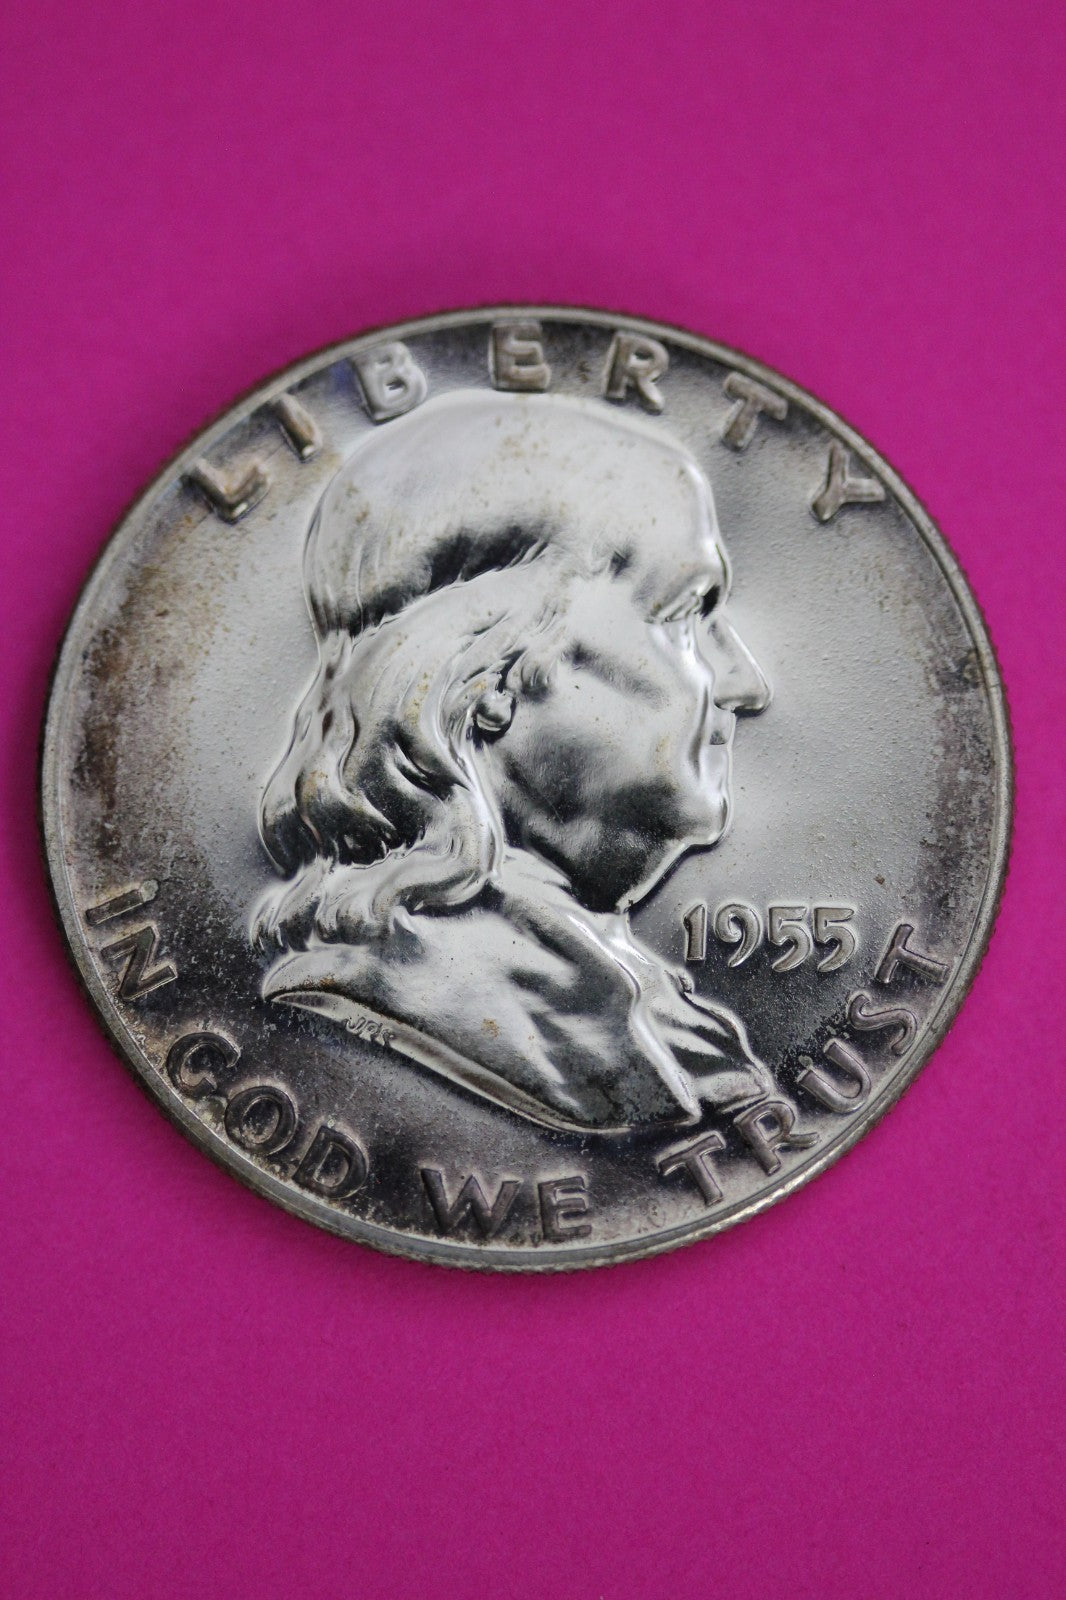 LIBERTY
1955
JRS
IN GOD WE TRUST